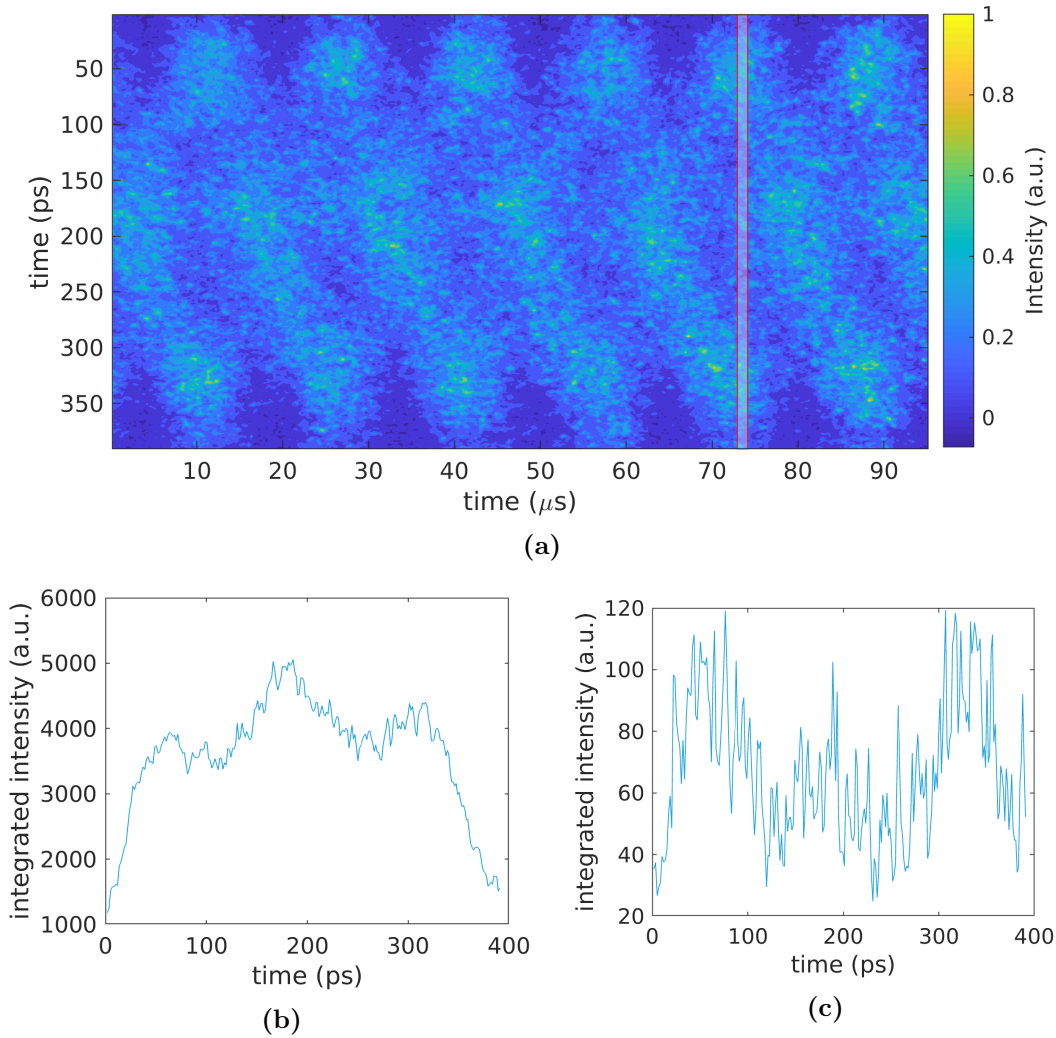 1
0.8
0.6
0.4
0.2
0
Intensity (a.u.)
50
100
150
200
250
300
350
time (ps)
10 20 30 40 50 60 70 80 90
time (μs)
(a)
6000
5000
4000
3000
2000
1000
integrated intensity (a.u.)
0 100 200 300 400
time (ps)
(b)
120
100
80
60
40
20
integrated intensity (a.u.)
0 100 200 300 400
time (ps)
(c)